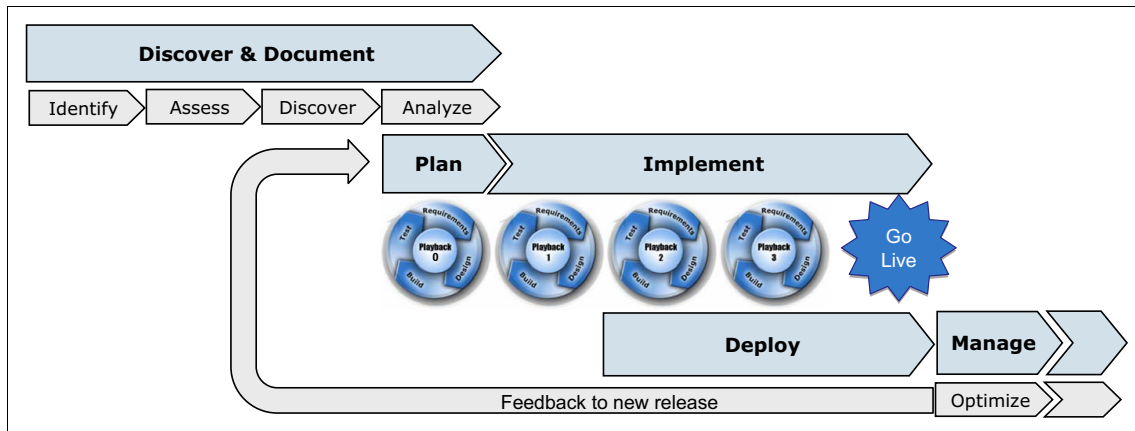 Discover & Document
Identify
Assess
Discover
Analyze
Plan
Implement
Requirements
Design
Build
Test
Playback
0
Requirements
Design
Build
Test
Playback
1
Requirements
Design
Build
Test
Playback
2
Requirements
Design
Build
Test
Playback
3
Go
Live
Deploy
Manage
Feedback to new release
Optimize